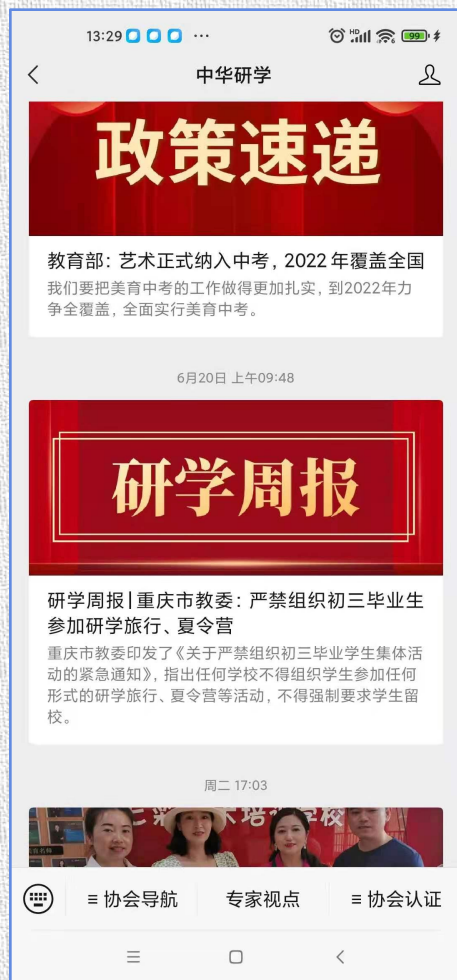 13:29 ...
HD 99
中华研学
政策速递
教育部：艺术正式纳入中考，2022年覆盖全国
我们要把美育中考的工作做得更加扎实，到2022年力
争全覆盖，全面实行美育中考。
6月20日 上午09:48
研学周报
研学周报|重庆市教委：严禁组织初三毕业生
参加研学旅行、夏令营
重庆市教委印发了《关于严禁组织初三毕业学生集体活
动的紧急通知》，指出任何学校不得组织学生参加任何
形式的研学旅行、夏令营等活动，不得强制要求学生留
校。
周二 17:03
协会导航
专家视点
协会认证